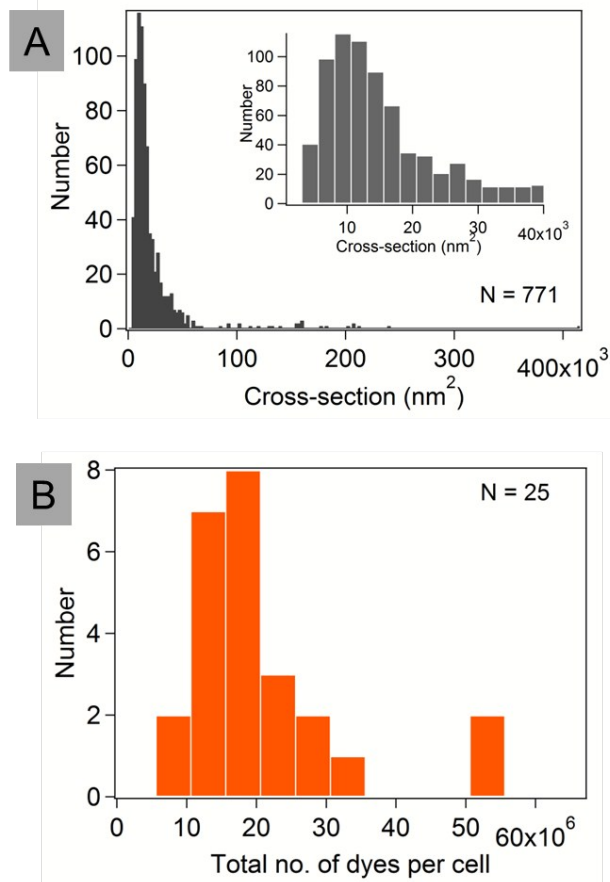 A
Number
100
80
60
40
20
0
0
100
200
300
400x10³
Cross-section (nm²)
N = 771
Number
100
80
60
40
20
0
10
20
30
40x10³
Cross-section (nm²)
B
Number
8
6
4
2
0
0
10
20
30
40
50
60x10⁶
Total no. of dyes per cell
N = 25